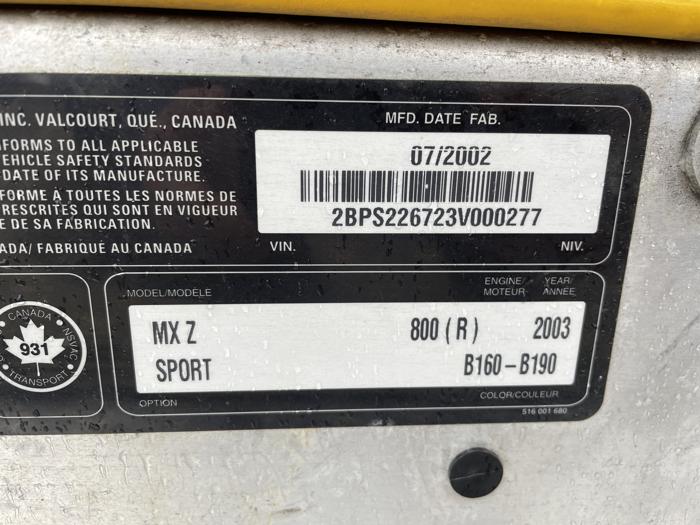 INC. VALCOURT, QUÉ., CANADA
FORMS TO ALL APPLICABLE
EHICLE SAFETY STANDARDS
DATE OF ITS MANUFACTURE.
FORME À TOUTES LES NORMES DE
RESCRITES QUI SONT EN VIGUEUR
E DE SA FABRICATION.
ADA/ FABRIQUÉ AU CANADA
MFD. DATE FAB.
07/2002
2BPS226723V000277
VIN. NIV.
CANADA
NSVAC
931
TRANSPORT
MODEL/MODÈLE ENGINE/ YEAR/
MOTEUR ANNÉE
MX Z 800 (R) 2003
SPORT B160-B190
OPTION COLOR/COULEUR
516 001 680